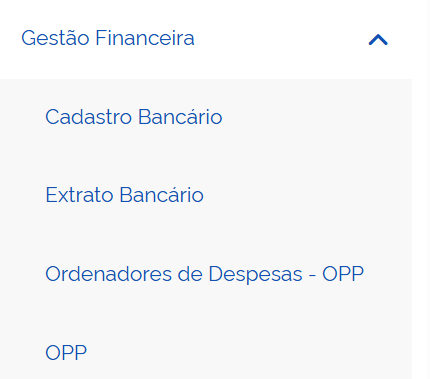 Gestão Financeira
Cadastro Bancário
Extrato Bancário
Ordenadores de Despesas - OPP
OPP